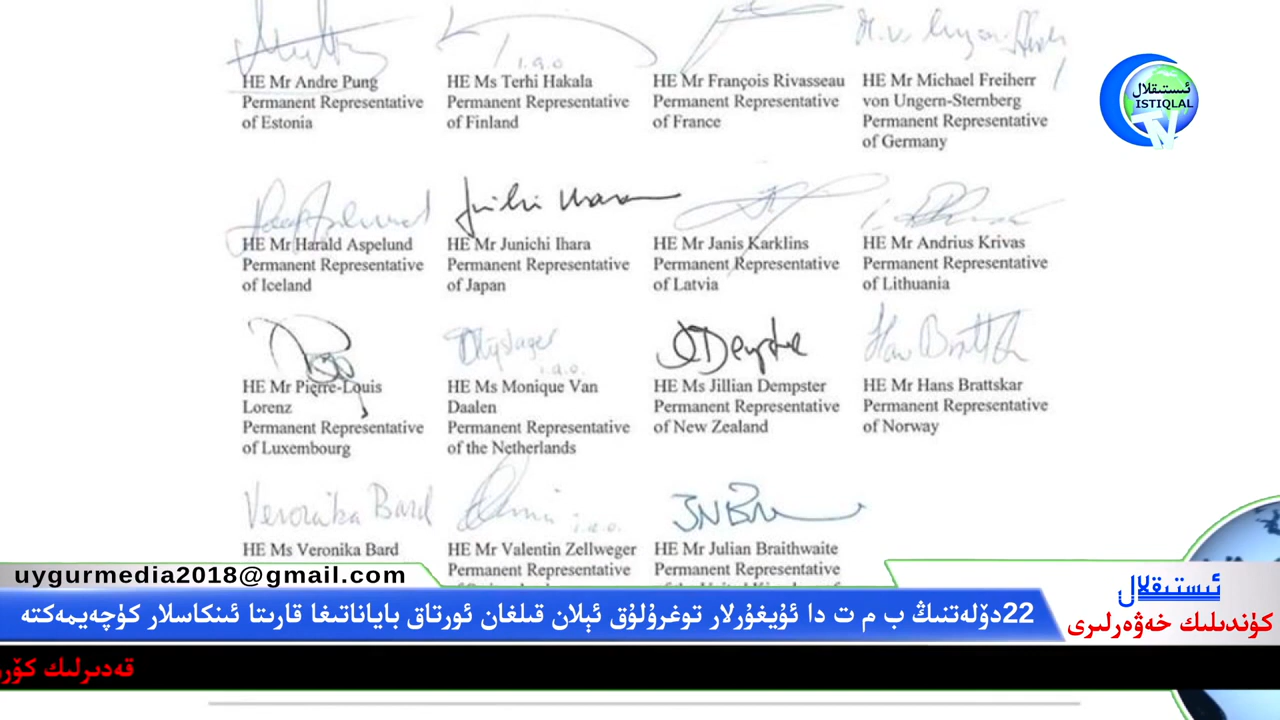 HE Mr Andre Pung
Permanent Representative
of Estonia
HE Ms Terhi Hakala
Permanent Representative
of Finland
HE Mr François Rivasseau
Permanent Representative
of France
HE Mr Michael Freiherr
von Ungern-Sternberg
Permanent Representative
of Germany
ئىستىقلال
ISTIQLAL
TV
HE Mr Harald Aspelund
Permanent Representative
of Iceland
HE Mr Junichi Ihara
Permanent Representative
of Japan
HE Mr Janis Karklins
Permanent Representative
of Latvia
HE Mr Andrius Krivas
Permanent Representative
of Lithuania
HE Mr Pierre-Louis
Lorenz
Permanent Representative
of Luxembourg
i.a.o.
HE Ms Monique Van
Daalen
Permanent Representative
of the Netherlands
HE Ms Jillian Dempster
Permanent Representative
of New Zealand
HE Mr Hans Brattskar
Permanent Representative
of Norway
Veronika Bard
HE Ms Veronika Bard
HE Mr Valentin Zellweger
Permanent Representative
HE Mr Julian Braithwaite
Permanent Representative
uygurmedia2018@gmail.com
22دۆلەتنىڭ ب م ت دا ئۇيغۇرلار توغرۇلۇق ئېلان قىلغان ئورتاق باياناتىغا قارىتا ئىنكاسلار كۈچەيمەكتە
ئىستىقلال
كۈندىلىك خەۋەرلىرى
قەدىرلىك كۆر